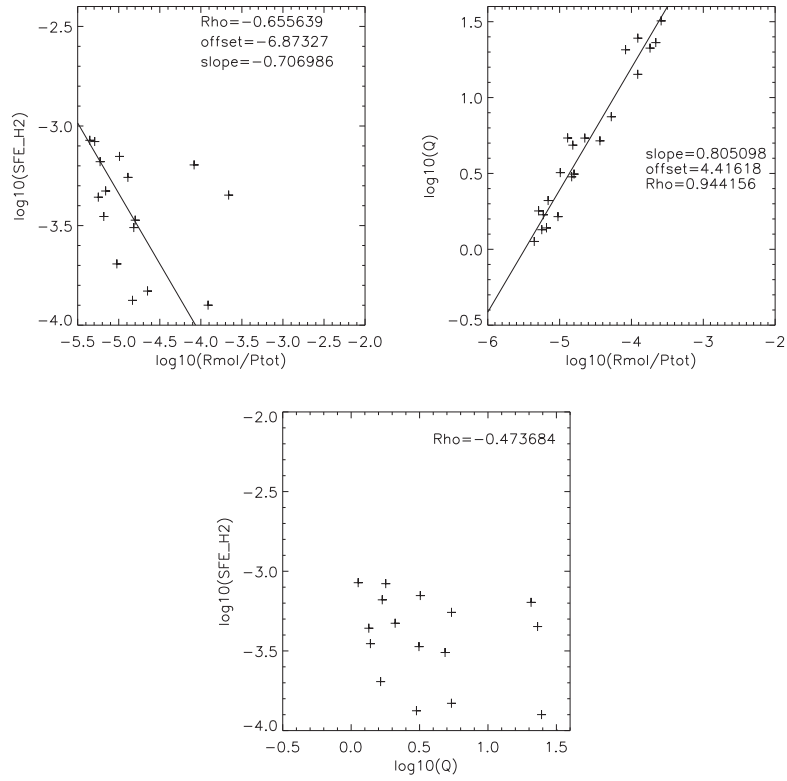 −2.5
−3.0
−3.5
−4.0
log10(SFE_H2)
Rho=−0.655639
offset=−6.87327
slope=−0.706986
−5.5 −5.0 −4.5 −4.0 −3.5 −3.0 −2.5 −2.0
log10(Rmol/Ptot)
1.5
1.0
0.5
0.0
−0.5
log10(Q)
slope=0.805098
offset=4.41618
Rho=0.944156
−6 −5 −4 −3 −2
log10(Rmol/Ptot)
−2.0
−2.5
−3.0
−3.5
−4.0
log10(SFE_H2)
Rho=−0.473684
−0.5 0.0 0.5 1.0 1.5
log10(Q)